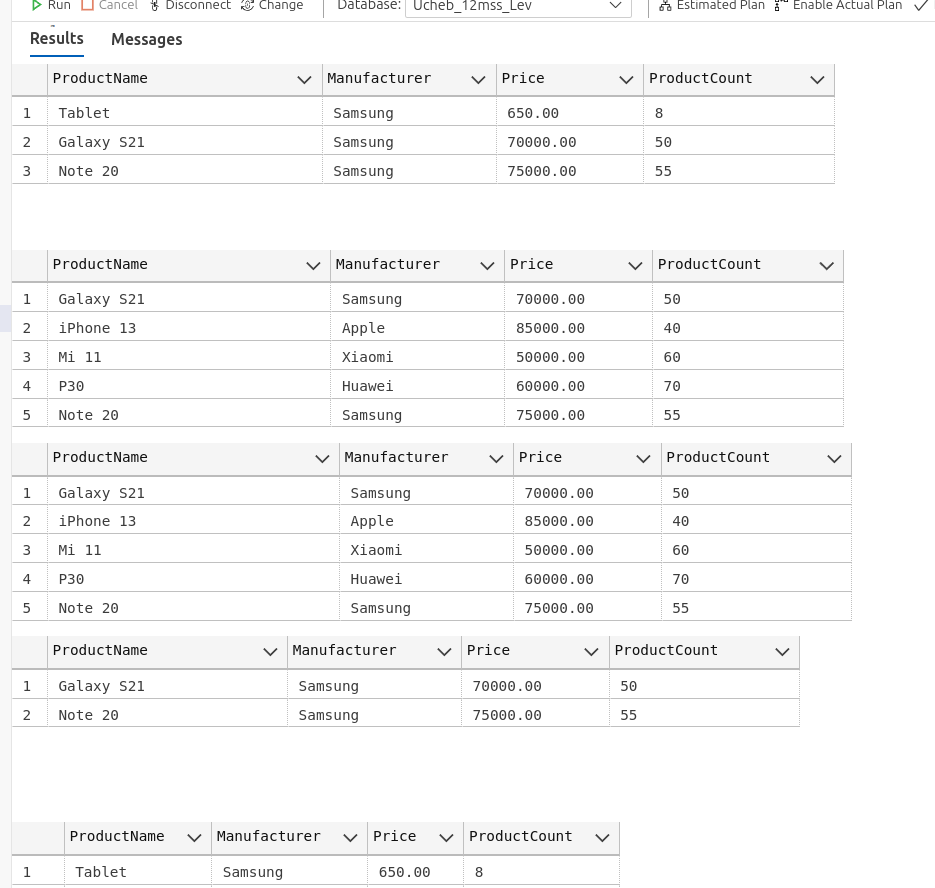 Run Cancel Disconnect Change Database: Ucheb_12mss_Lev Estimated Plan Enable Actual Plan
Results Messages
ProductName Manufacturer Price ProductCount
1 Tablet Samsung 650.00 8
2 Galaxy S21 Samsung 70000.00 50
3 Note 20 Samsung 75000.00 55
ProductName Manufacturer Price ProductCount
1 Galaxy S21 Samsung 70000.00 50
2 iPhone 13 Apple 85000.00 40
3 Mi 11 Xiaomi 50000.00 60
4 P30 Huawei 60000.00 70
5 Note 20 Samsung 75000.00 55
ProductName Manufacturer Price ProductCount
1 Galaxy S21 Samsung 70000.00 50
2 iPhone 13 Apple 85000.00 40
3 Mi 11 Xiaomi 50000.00 60
4 P30 Huawei 60000.00 70
5 Note 20 Samsung 75000.00 55
ProductName Manufacturer Price ProductCount
1 Galaxy S21 Samsung 70000.00 50
2 Note 20 Samsung 75000.00 55
ProductName Manufacturer Price ProductCount
1 Tablet Samsung 650.00 8